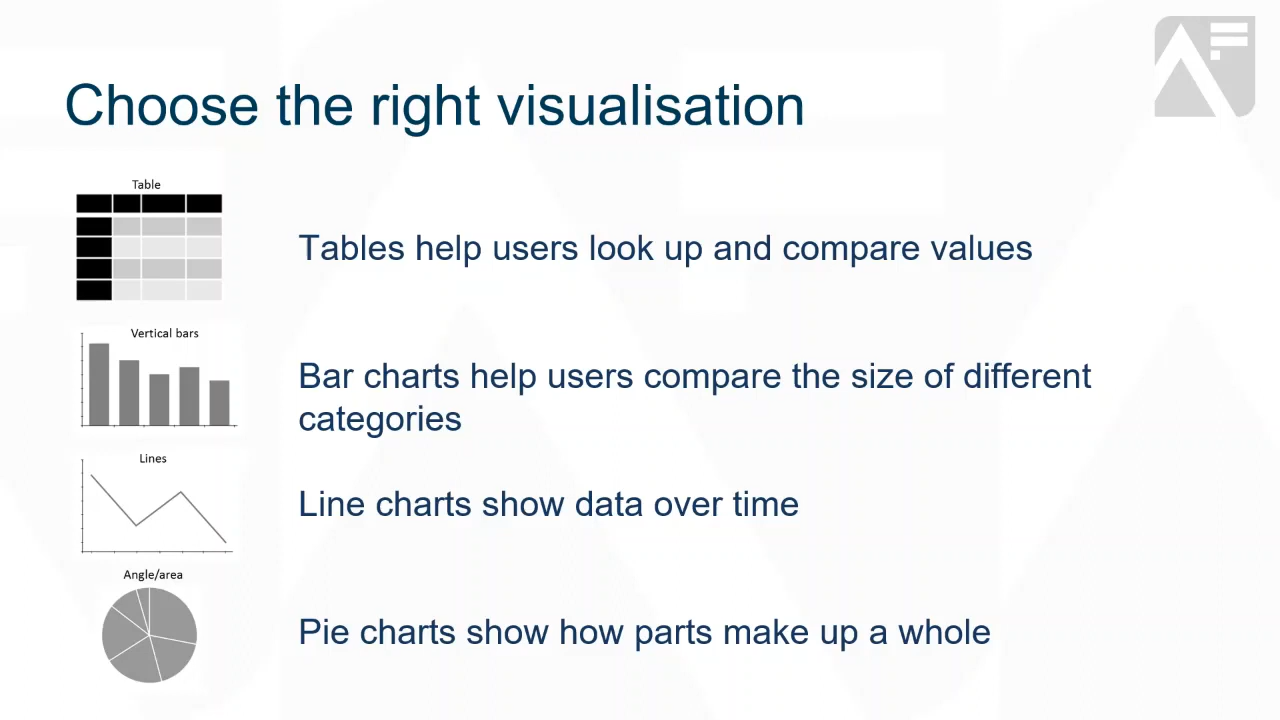 Choose the right visualisation
Table
Tables help users look up and compare values
Vertical bars
Bar charts help users compare the size of different
categories
Lines
Line charts show data over time
Angle/area
Pie charts show how parts make up a whole